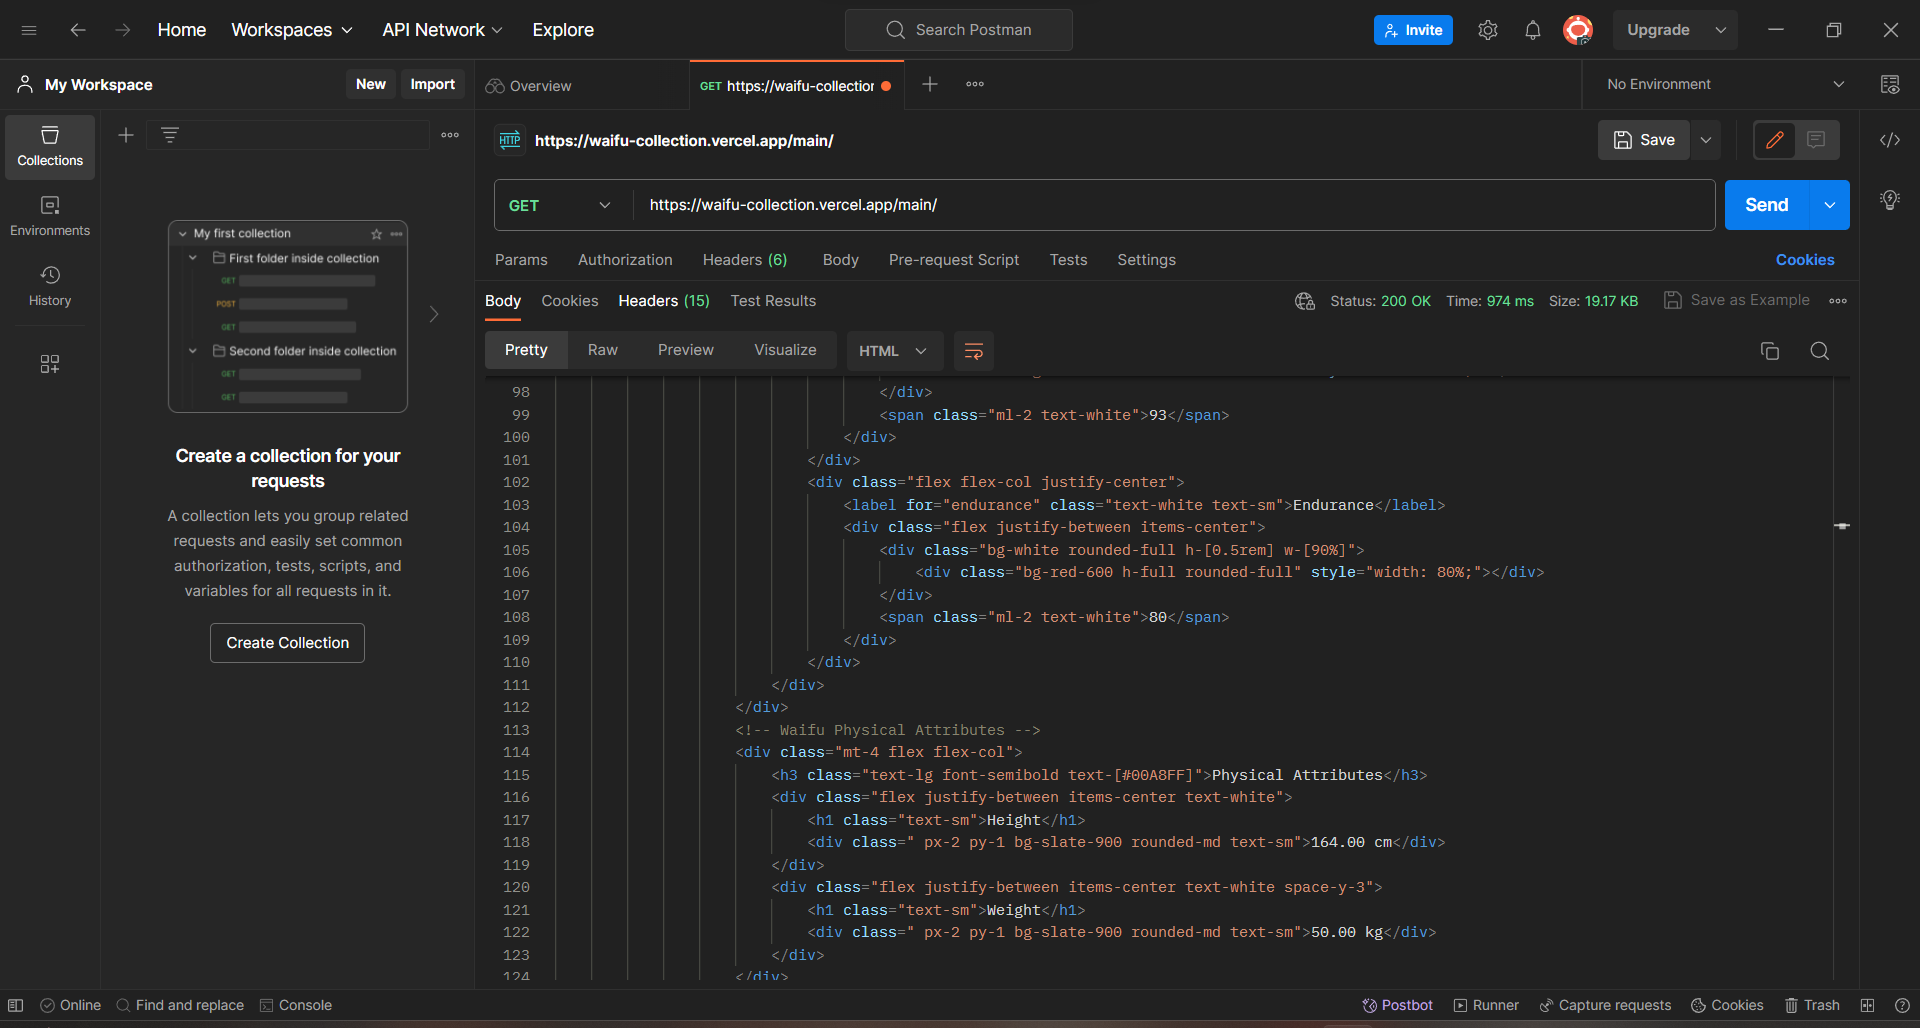 Home Workspaces API Network Explore Search Postman Invite Upgrade
My Workspace New Import Overview GET https://waifu-collection No Environment
Collections
Environments
History
My first collection
First folder inside collection
GET
POST
GET
Second folder inside collection
GET
GET
Create a collection for your
requests
A collection lets you group related
requests and easily set common
authorization, tests, scripts, and
variables for all requests in it.
Create Collection
HTTP https://waifu-collection.vercel.app/main/ Save
GET https://waifu-collection.vercel.app/main/ Send
Params Authorization Headers (6) Body Pre-request Script Tests Settings Cookies
Body Cookies Headers (15) Test Results Status: 200 OK Time: 974 ms Size: 19.17 KB Save as Example
Pretty Raw Preview Visualize HTML
98 </div>
99 <span class="ml-2 text-white">93</span>
100 </div>
101 </div>
102 <div class="flex flex-col justify-center">
103 <label for="endurance" class="text-white text-sm">Endurance</label>
104 <div class="flex justify-between items-center">
105 <div class="bg-white rounded-full h-[0.5rem] w-[90%]">
106 <div class="bg-red-600 h-full rounded-full" style="width: 80%;"></div>
107 </div>
108 <span class="ml-2 text-white">80</span>
109 </div>
110 </div>
111 </div>
112 </div>
113 <!-- Waifu Physical Attributes -->
114 <div class="mt-4 flex flex-col">
115 <h3 class="text-lg font-semibold text-[#00A8FF]">Physical Attributes</h3>
116 <div class="flex justify-between items-center text-white">
117 <h1 class="text-sm">Height</h1>
118 <div class=" px-2 py-1 bg-slate-900 rounded-md text-sm">164.00 cm</div>
119 </div>
120 <div class="flex justify-between items-center text-white space-y-3">
121 <h1 class="text-sm">Weight</h1>
122 <div class=" px-2 py-1 bg-slate-900 rounded-md text-sm">50.00 kg</div>
123 </div>
124 </div>
Online Find and replace Console Postbot Runner Capture requests Cookies Trash